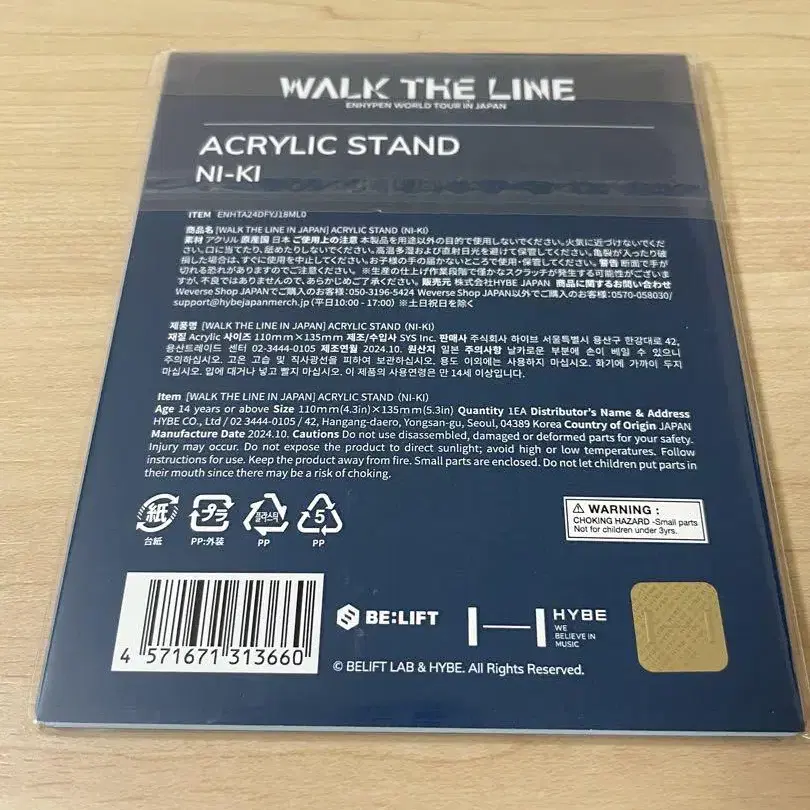 WALK THE LINE
ENHYPEN WORLD TOUR IN JAPAN
ACRYLIC STAND
NI-KI
ITEM ENHTA24DFYJ18ML0
商品名 [WALK THE LINE IN JAPAN] ACRYLIC STAND (NI-KI)
素材 アクリル 原産国 日本 ご使用上の注意 本製品を用途以外の目的で使用しないでください。火気に近づけないでくだ
さい。口に当てたり、舐めたりしないでください。高温多湿および直射日光を避けて保管してください。亀裂が入ったり破
損した場合は、すぐに使用を中止してください。お子様の手の届かないところで使用・保管してください。警告 断面で手が
切れる恐れがありますのでご注意ください。 ※生産の仕上げ作業段階で僅かなスクラッチが発生する可能性がございま
すが、不良ではありませんので、あらかじめご了承ください。販売元 株式会社HYBE JAPAN 商品に関するお問い合わせ
Weverse Shop JAPANでご購入のお客様:050-3196-5424 Weverse Shop JAPAN以外でご購入のお客様:0570-058030/
support@hybejapanmerch.jp (平日10:00 - 17:00) ※土日祝日を除く
제품명 [WALK THE LINE IN JAPAN] ACRYLIC STAND (NI-KI)
재질 Acrylic 사이즈 110mm×135mm 제조/수입사 SYS Inc. 판매사 주식회사 하이브 서울특별시 용산구 한강대로 42,
용산트레이드 센터 02-3444-0105 제조연월 2024.10. 원산지 일본 주의사항 날카로운 부분에 손이 베일 수 있으니
주의하십시오. 고온 고습 및 직사광선을 피하여 보관하십시오. 용도 이외에는 사용하지 마십시오. 화기에 가까이 두지
마십시오. 입에 대거나 넣고 빨지 마십시오. 이 제품의 사용연령은 만 14세 이상입니다.
Item [WALK THE LINE IN JAPAN] ACRYLIC STAND (NI-KI)
Age 14 years or above Size 110mm(4.3in)×135mm(5.3in) Quantity 1EA Distributor's Name & Address
HYBE CO., Ltd / 02 3444-0105 / 42, Hangang-daero, Yongsan-gu, Seoul, 04389 Korea Country of Origin JAPAN
Manufacture Date 2024.10. Cautions Do not use disassembled, damaged or deformed parts for your safety.
Injury may occur. Do not expose the product to direct sunlight; avoid high or low temperatures. Follow
instructions for use. Keep the product away from fire. Small parts are enclosed. Do not let children put parts in
their mouth since there may be a risk of choking.
紙
台紙
プラ
PP:外装
플라스틱
PP
5
PP
WARNING :
CHOKING HAZARD -Small parts
Not for children under 3yrs.
4 571671 313660
BE:LIFT
HYBE
WE
BELIEVE IN
MUSIC
© BELIFT LAB & HYBE. All Rights Reserved.